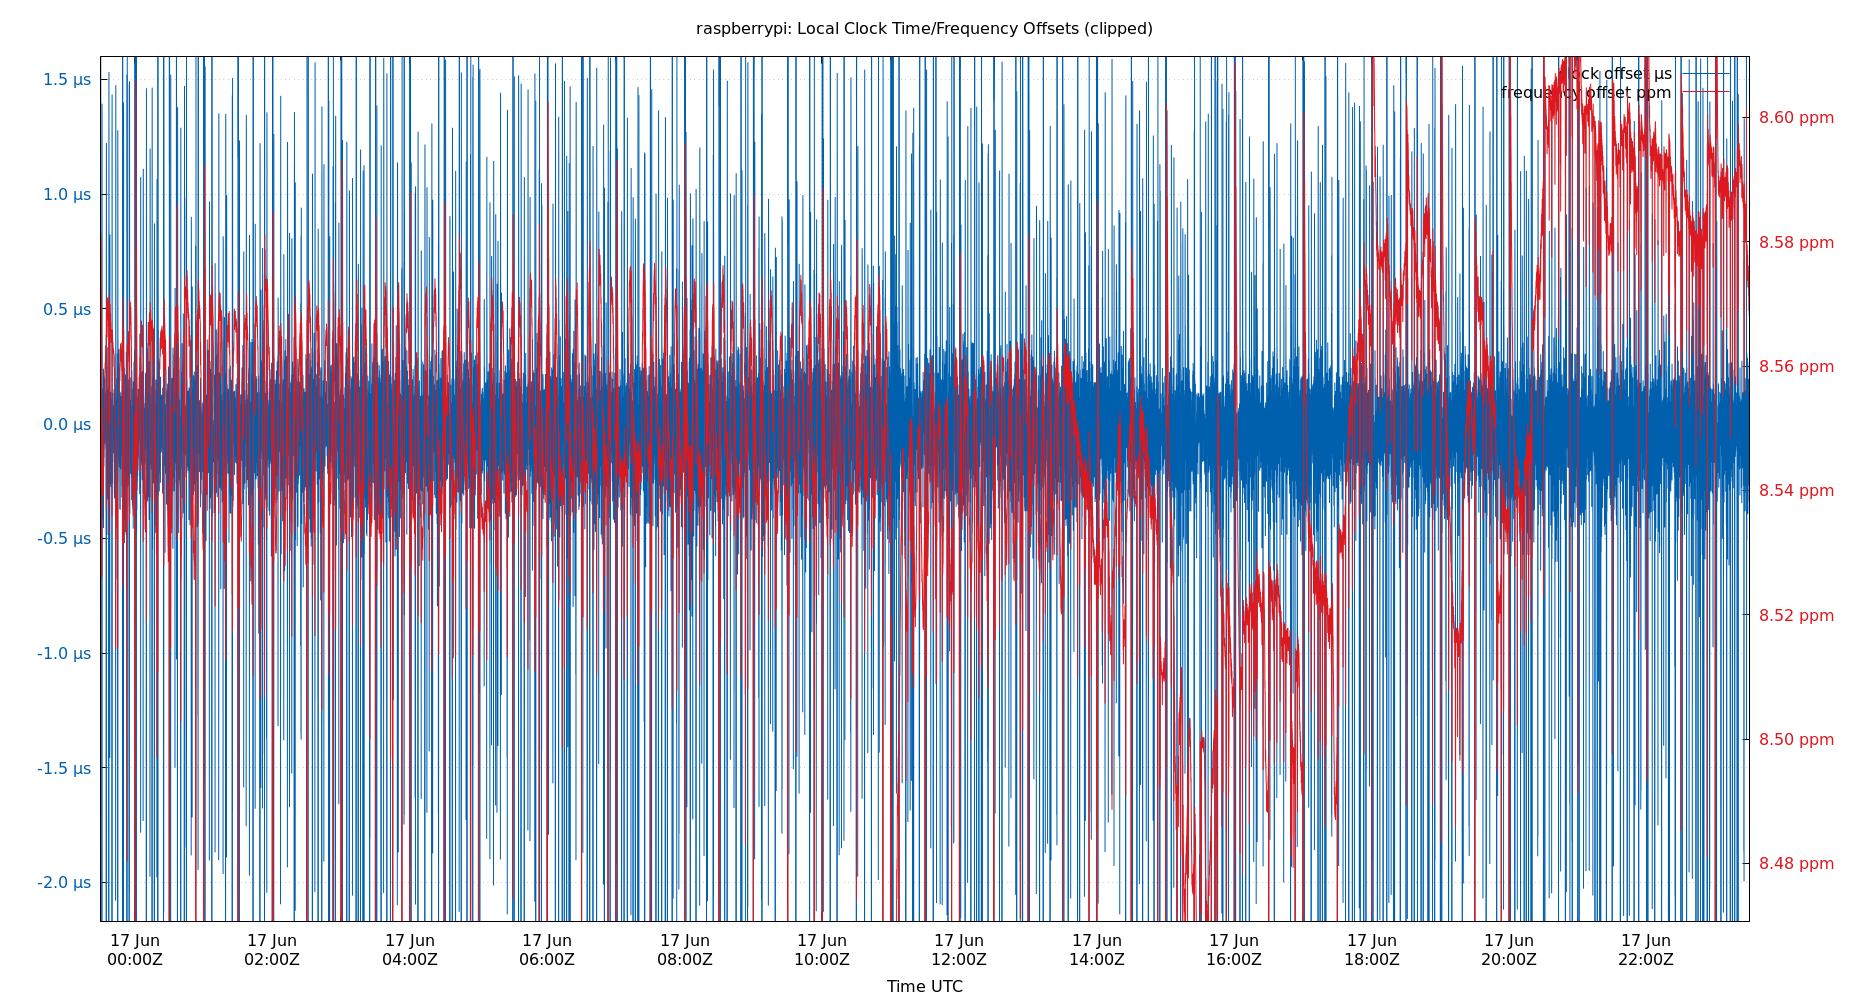 raspberrypi: Local Clock Time/Frequency Offsets (clipped)
1.5 µs
1.0 µs
0.5 µs
0.0 µs
-0.5 µs
-1.0 µs
-1.5 µs
-2.0 µs
offset µs
offset ppm
8.60 ppm
8.58 ppm
8.56 ppm
8.54 ppm
8.52 ppm
8.50 ppm
8.48 ppm
17 Jun 17 Jun 17 Jun 17 Jun 17 Jun 17 Jun 17 Jun 17 Jun 17 Jun 17 Jun 17 Jun 17 Jun
00:00Z 02:00Z 04:00Z 06:00Z 08:00Z 10:00Z 12:00Z 14:00Z 16:00Z 18:00Z 20:00Z 22:00Z
Time UTC